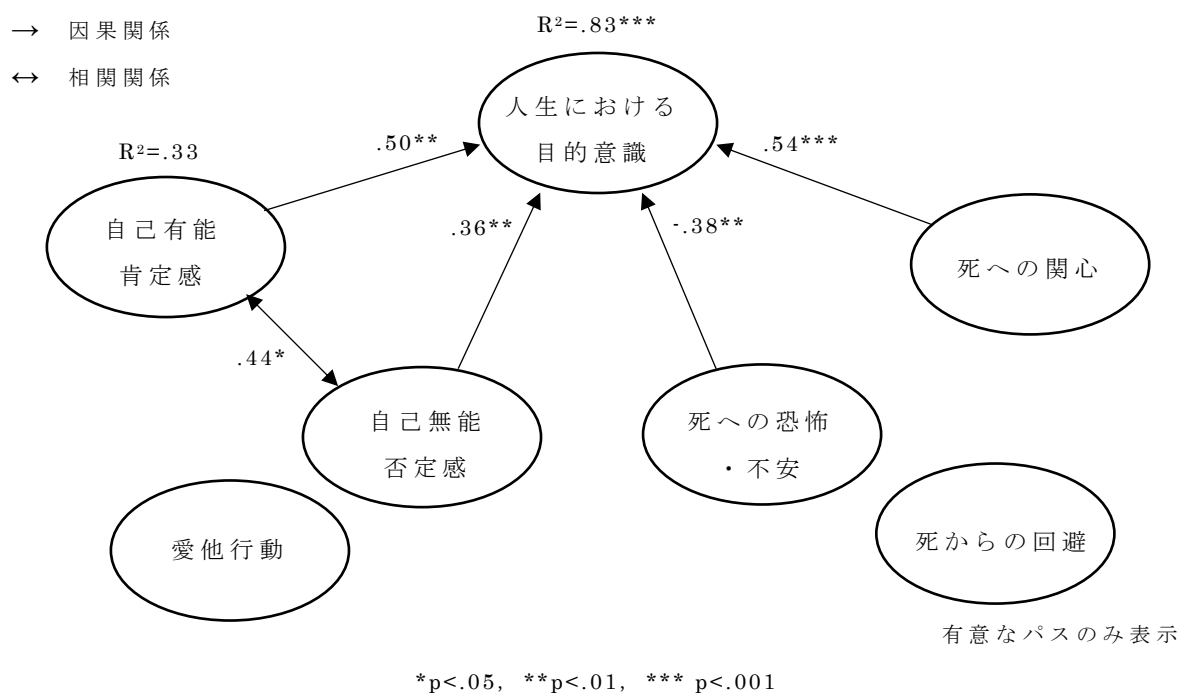 → 因果関係
↔ 相関関係
R²=.83***
人生における
目的意識
R²=.33
.50**
.54***
自己有能
肯定感
.36**
-.38**
死への関心
.44*
自己無能
否定感
死への恐怖
・不安
愛他行動
死からの回避
有意なパスのみ表示
*p<.05, **p<.01, *** p<.001